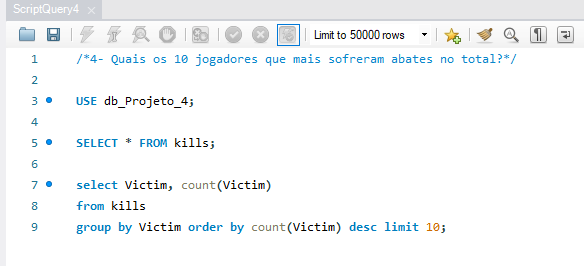 ScriptQuery4
Limit to 50000 rows
1 /*4- Quais os 10 jogadores que mais sofreram abates no total?*/
2
3 USE db_Projeto_4;
4
5 SELECT * FROM kills;
6
7 select Victim, count(Victim)
8 from kills
9 group by Victim order by count(Victim) desc limit 10;